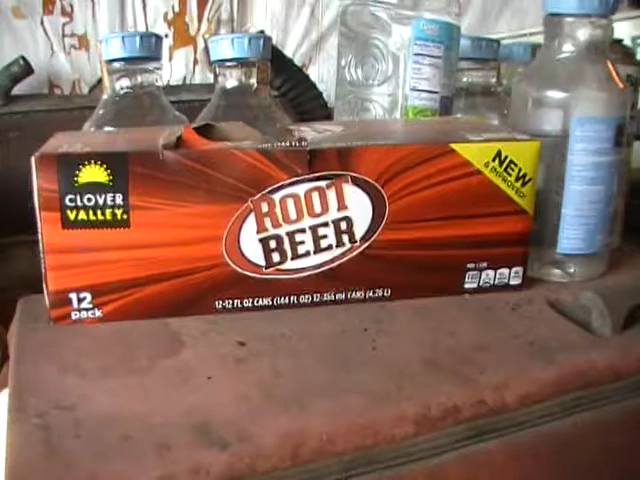 CLOVER
VALLEY.
ROOT
BEER
NEW
& IMPROVED!
12
pack
12-12 FL OZ CANS (144 FL OZ) 12-355 ml CANS (4.26 L)